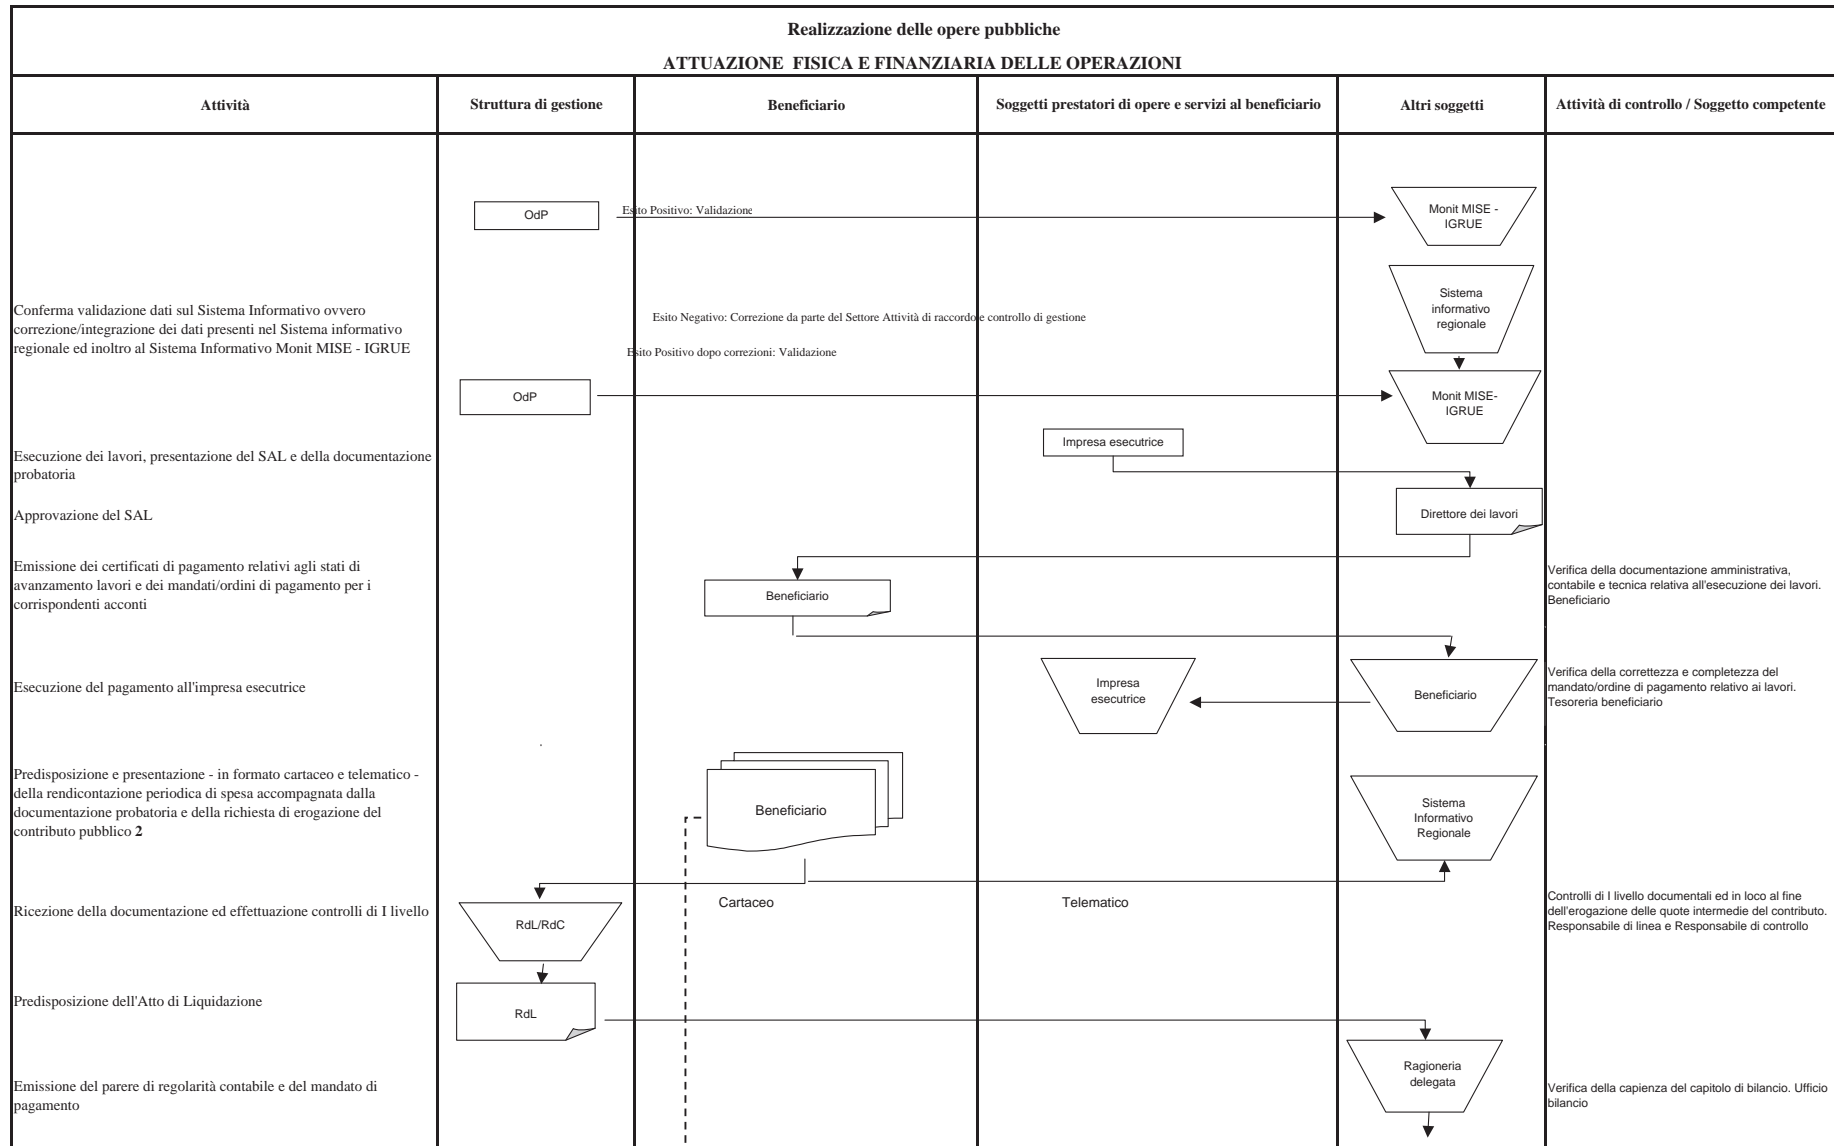 Realizzazione delle opere pubbliche
ATTUAZIONE FISICA E FINANZIARIA DELLE OPERAZIONI
Attività
Struttura di gestione
Beneficiario
Soggetti prestatori di opere e servizi al beneficiario
Altri soggetti
Attività di controllo / Soggetto competente
OdP
Esito Positivo: Validazione
Monit MISE -
IGRUE
Conferma validazione dati sul Sistema Informativo ovvero
correzione/integrazione dei dati presenti nel Sistema informativo
regionale ed inoltro al Sistema Informativo Monit MISE - IGRUE
Esito Negativo: Correzione da parte del Settore Attività di raccordo e controllo di gestione
Sistema
informativo
regionale
Esito Positivo dopo correzioni: Validazione
OdP
Monit MISE-
IGRUE
Esecuzione dei lavori, presentazione del SAL e della documentazione
probatoria
Impresa esecutrice
Approvazione del SAL
Direttore dei lavori
Emissione dei certificati di pagamento relativi agli stati di
avanzamento lavori e dei mandati/ordini di pagamento per i
corrispondenti acconti
Beneficiario
Verifica della documentazione amministrativa,
contabile e tecnica relativa all'esecuzione dei lavori.
Beneficiario
Esecuzione del pagamento all'impresa esecutrice
Impresa
esecutrice
Beneficiario
Verifica della correttezza e completezza del
mandato/ordine di pagamento relativo ai lavori.
Tesoreria beneficiario
Predisposizione e presentazione - in formato cartaceo e telematico -
della rendicontazione periodica di spesa accompagnata dalla
documentazione probatoria e della richiesta di erogazione del
contributo pubblico 2
Beneficiario
Sistema
Informativo
Regionale
Ricezione della documentazione ed effettuazione controlli di I livello
RdL/RdC
Cartaceo
Telematico
Controlli di I livello documentali ed in loco al fine
dell'erogazione delle quote intermedie del contributo.
Responsabile di linea e Responsabile di controllo
Predisposizione dell'Atto di Liquidazione
RdL
Emissione del parere di regolarità contabile e del mandato di
pagamento
Ragioneria
delegata
Verifica della capienza del capitolo di bilancio. Ufficio
bilancio